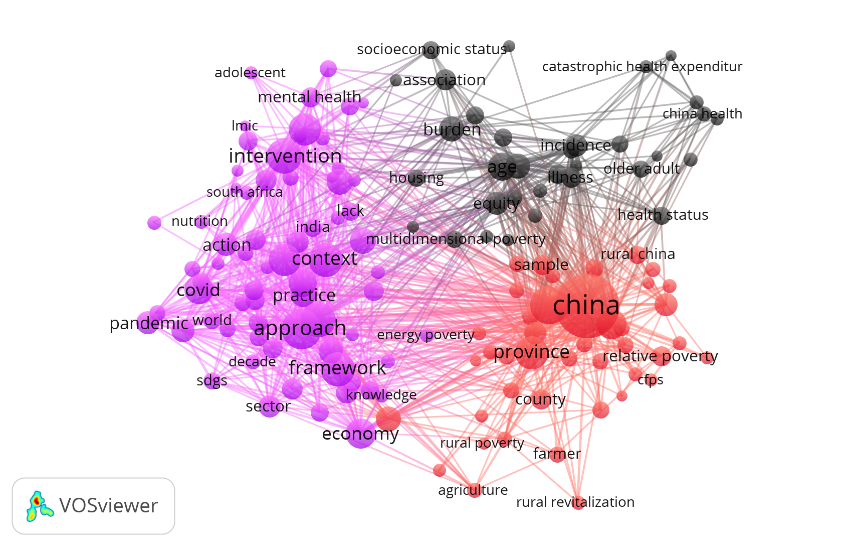 socioeconomic status
catastrophic health expenditur
adolescent
association
mental health
china health
lmic
burden
intervention
incidence
age
older adult
housing
illness
south africa
equity
lack
health status
nutrition
india
action
multidimensional poverty
rural china
context
sample
covid
practice
china
pandemic
world
approach
energy poverty
province
relative poverty
decade
framework
sdgs
cfps
knowledge
county
sector
economy
rural poverty
farmer
agriculture
rural revitalization
VOSviewer